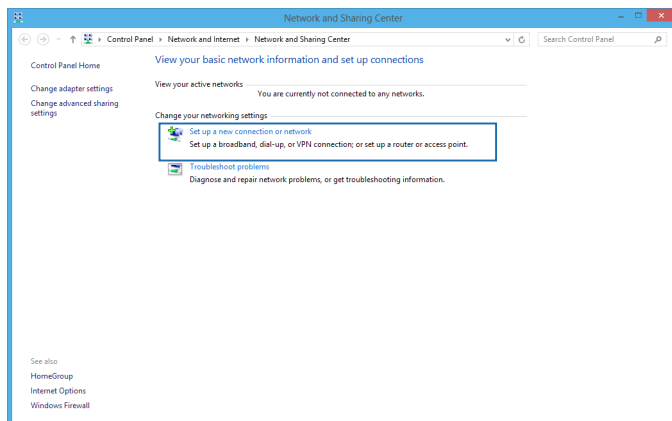 Network and Sharing Center
Control Panel ▸ Network and Internet ▸ Network and Sharing Center
Search Control Panel
Control Panel Home
Change adapter settings
Change advanced sharing
settings
View your basic network information and set up connections
View your active networks
You are currently not connected to any networks.
Change your networking settings
Set up a new connection or network
Set up a broadband, dial-up, or VPN connection; or set up a router or access point.
Troubleshoot problems
Diagnose and repair network problems, or get troubleshooting information.
See also
HomeGroup
Internet Options
Windows Firewall